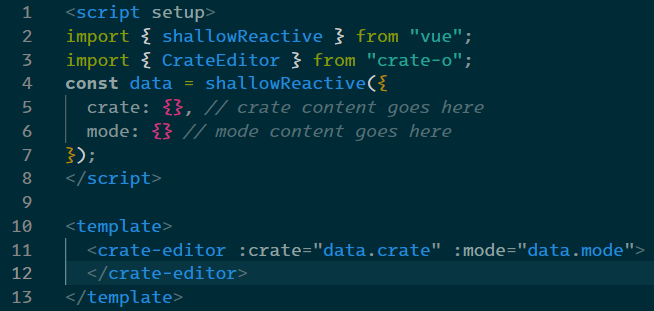 1 <script setup>
2 import { shallowReactive } from "vue";
3 import { CrateEditor } from "crate-o";
4 const data = shallowReactive({
5   crate: {}, // crate content goes here
6   mode: {} // mode content goes here
7 });
8 </script>
9
10 <template>
11   <crate-editor :crate="data.crate" :mode="data.mode">
12   </crate-editor>
13 </template>